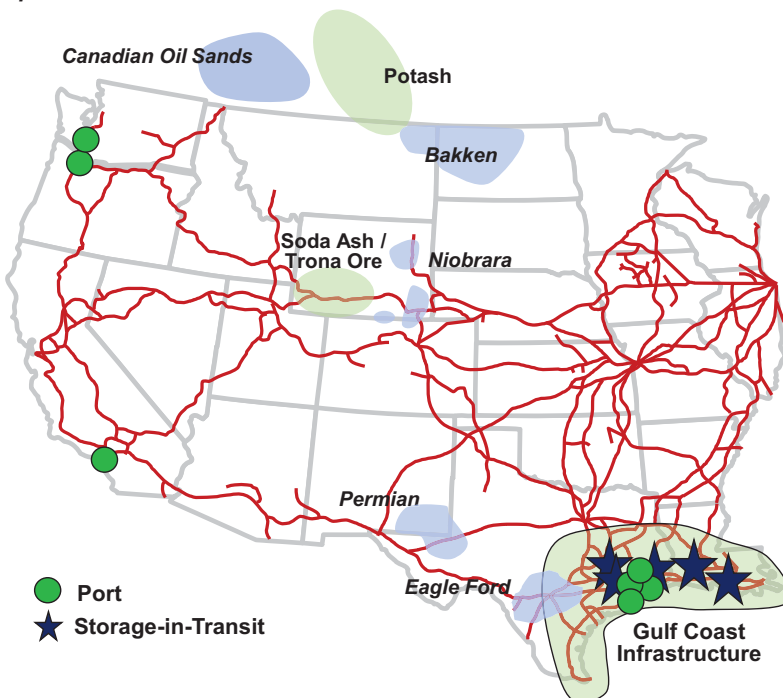 Canadian Oil Sands
Potash
Bakken
Soda Ash /
Trona Ore
Niobrara
Permian
Eagle Ford
Port
Storage-in-Transit
Gulf Coast
Infrastructure